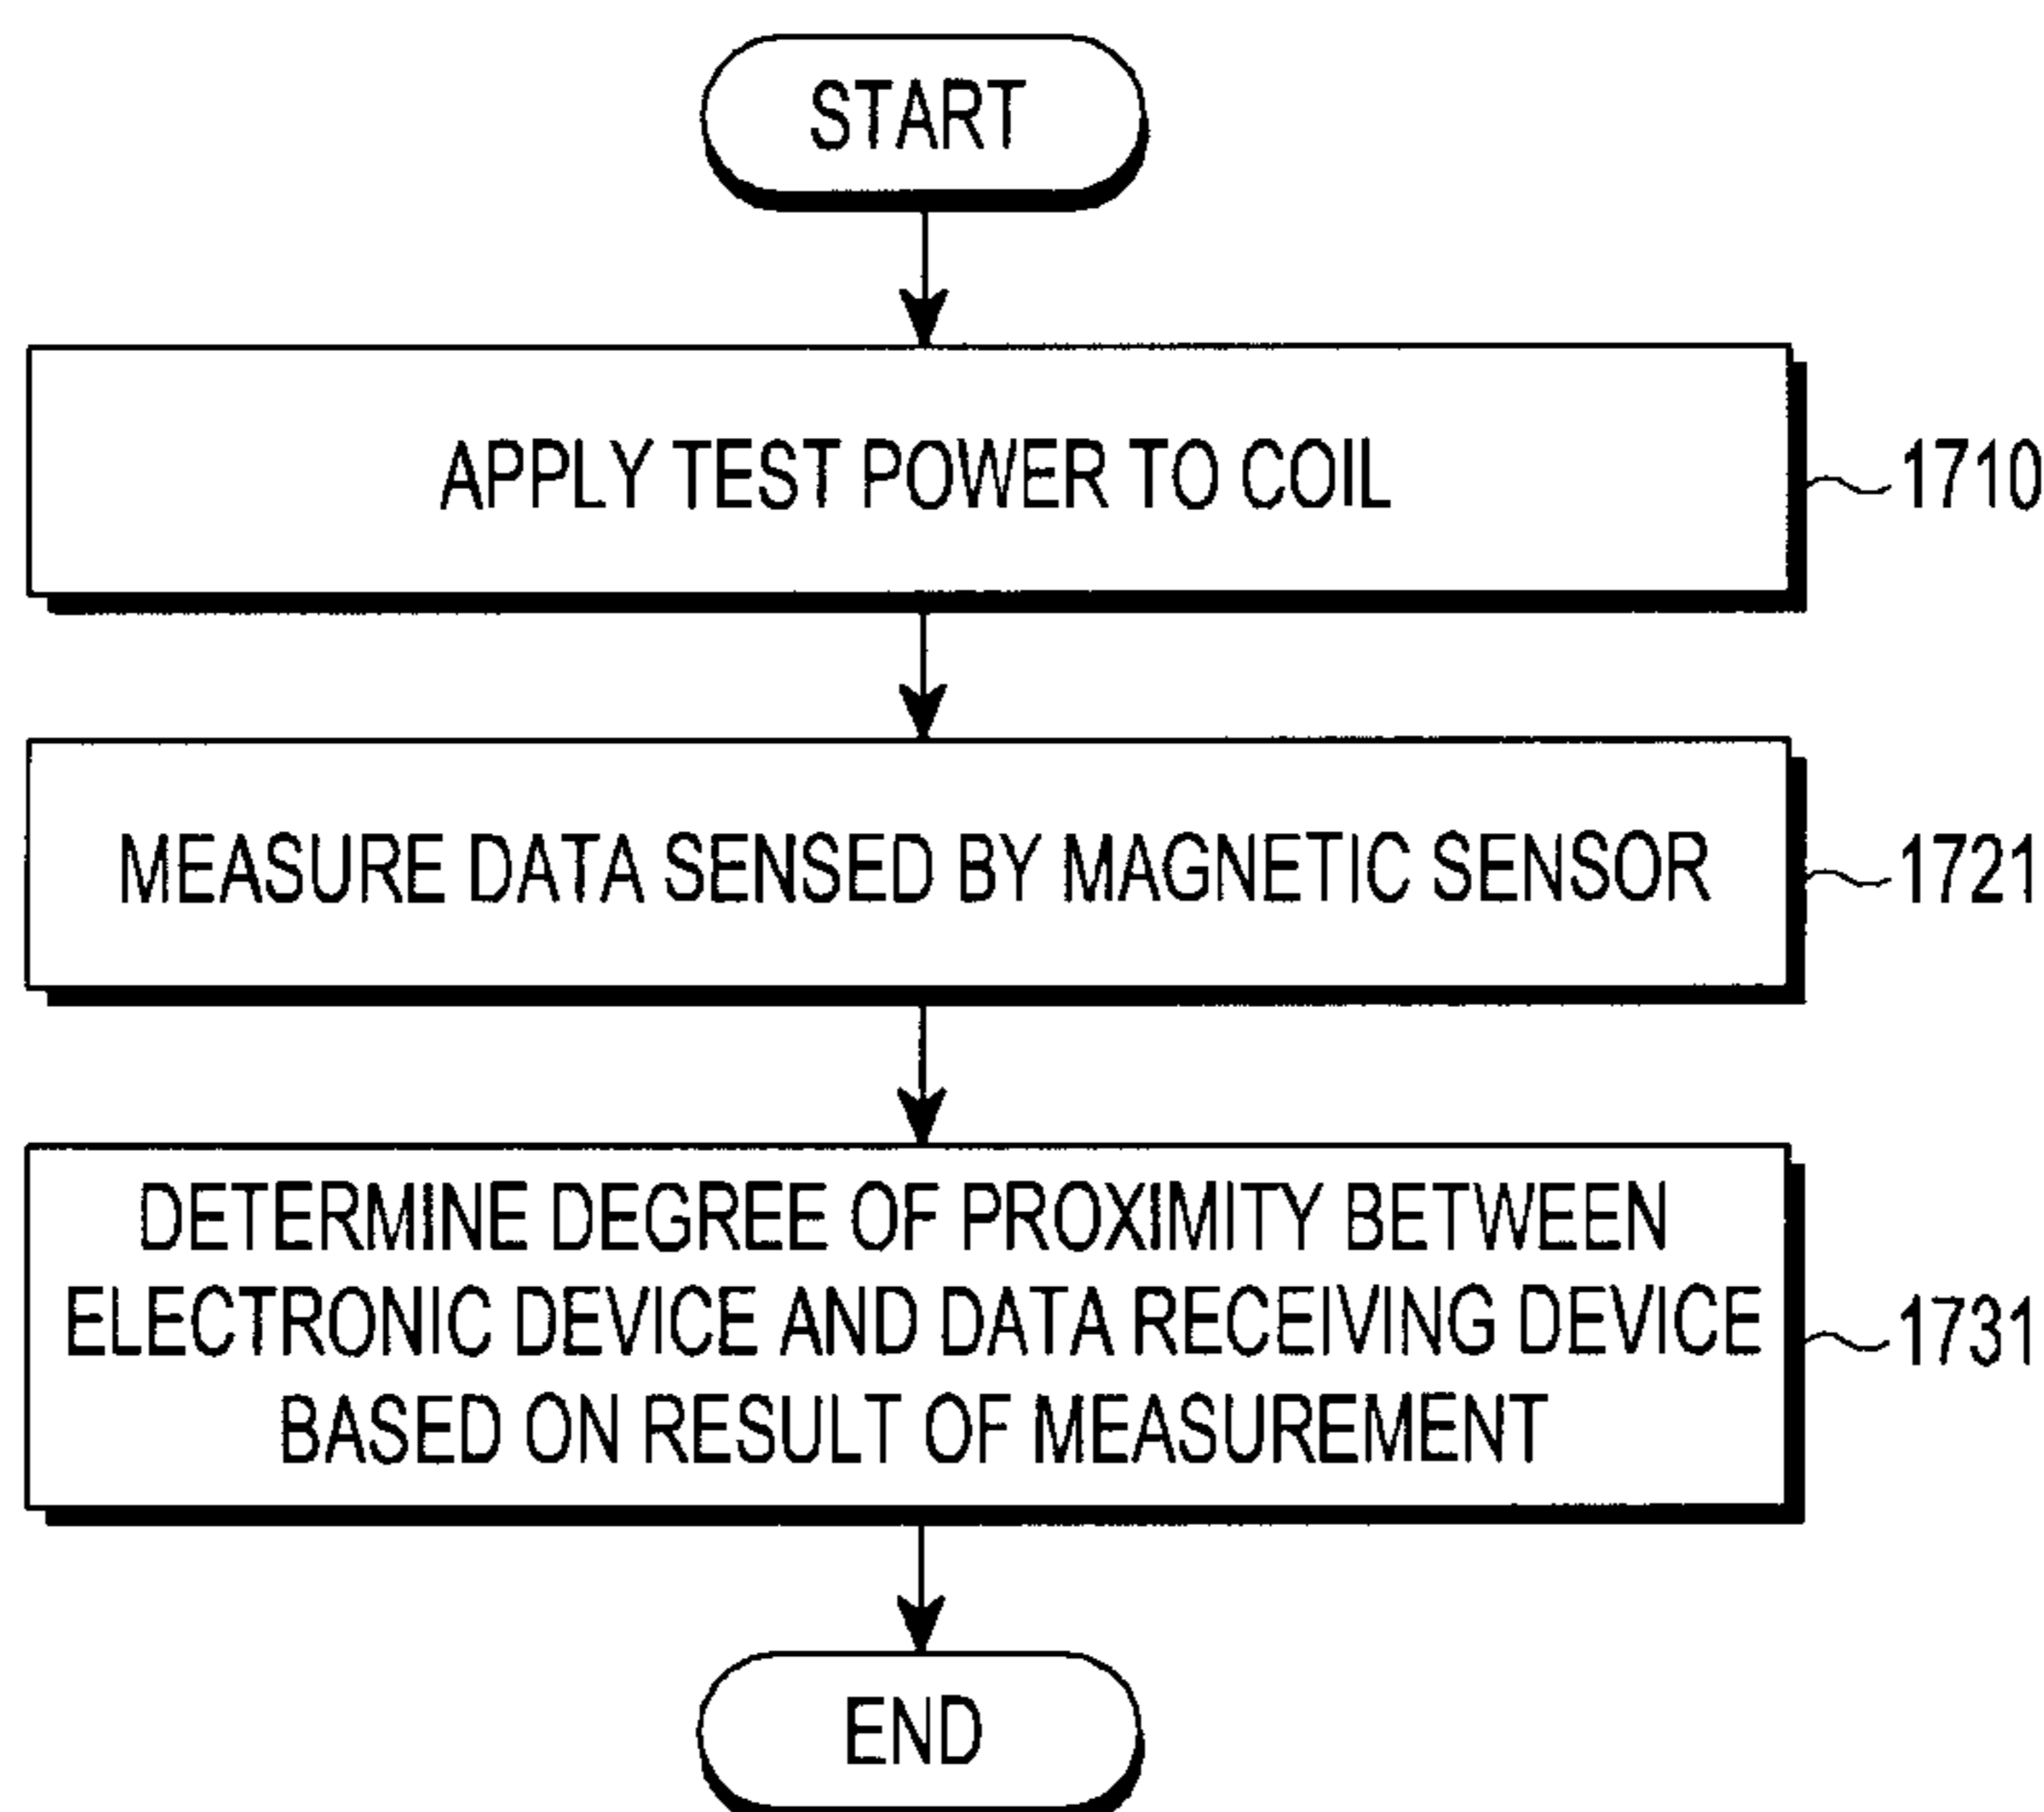 START
APPLY TEST POWER TO COIL
1710
MEASURE DATA SENSED BY MAGNETIC SENSOR
1721
DETERMINE DEGREE OF PROXIMITY BETWEEN
ELECTRONIC DEVICE AND DATA RECEIVING DEVICE
BASED ON RESULT OF MEASUREMENT
1731
END